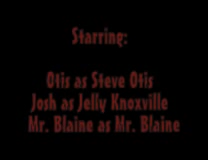 Starring:
Otis as Steve Otis
Josh as Jelly Knoxville
Mr. Blaine as Mr. Blaine